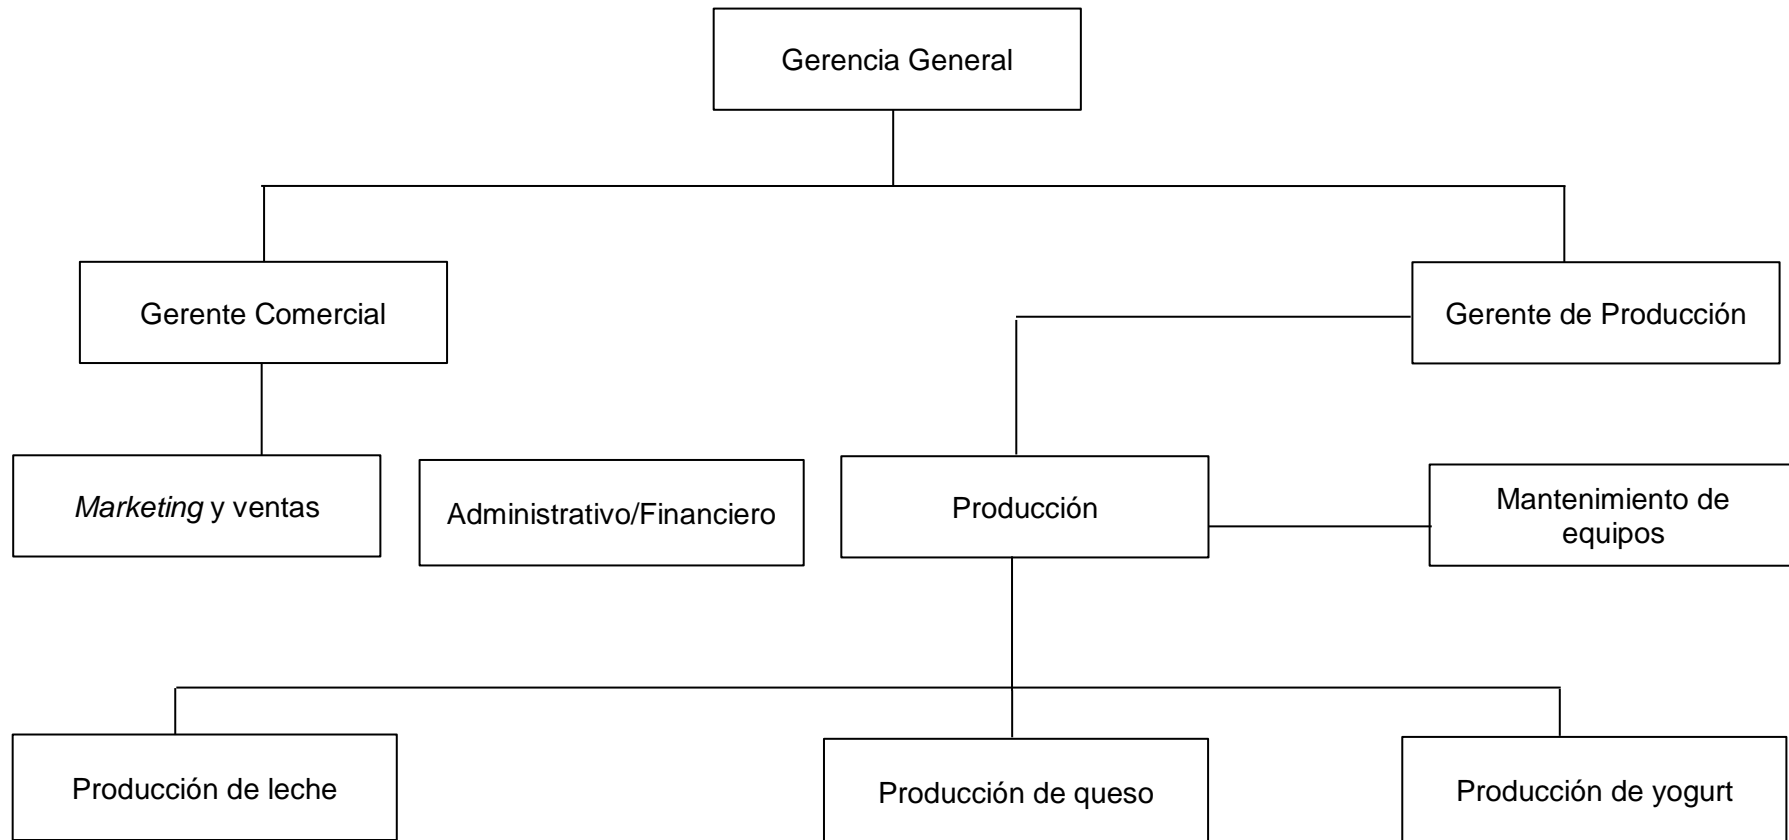 Gerencia General
Gerente Comercial
Gerente de Producción
Marketing y ventas
Administrativo/Financiero
Producción
Mantenimiento de
equipos
Producción de leche
Producción de queso
Producción de yogurt